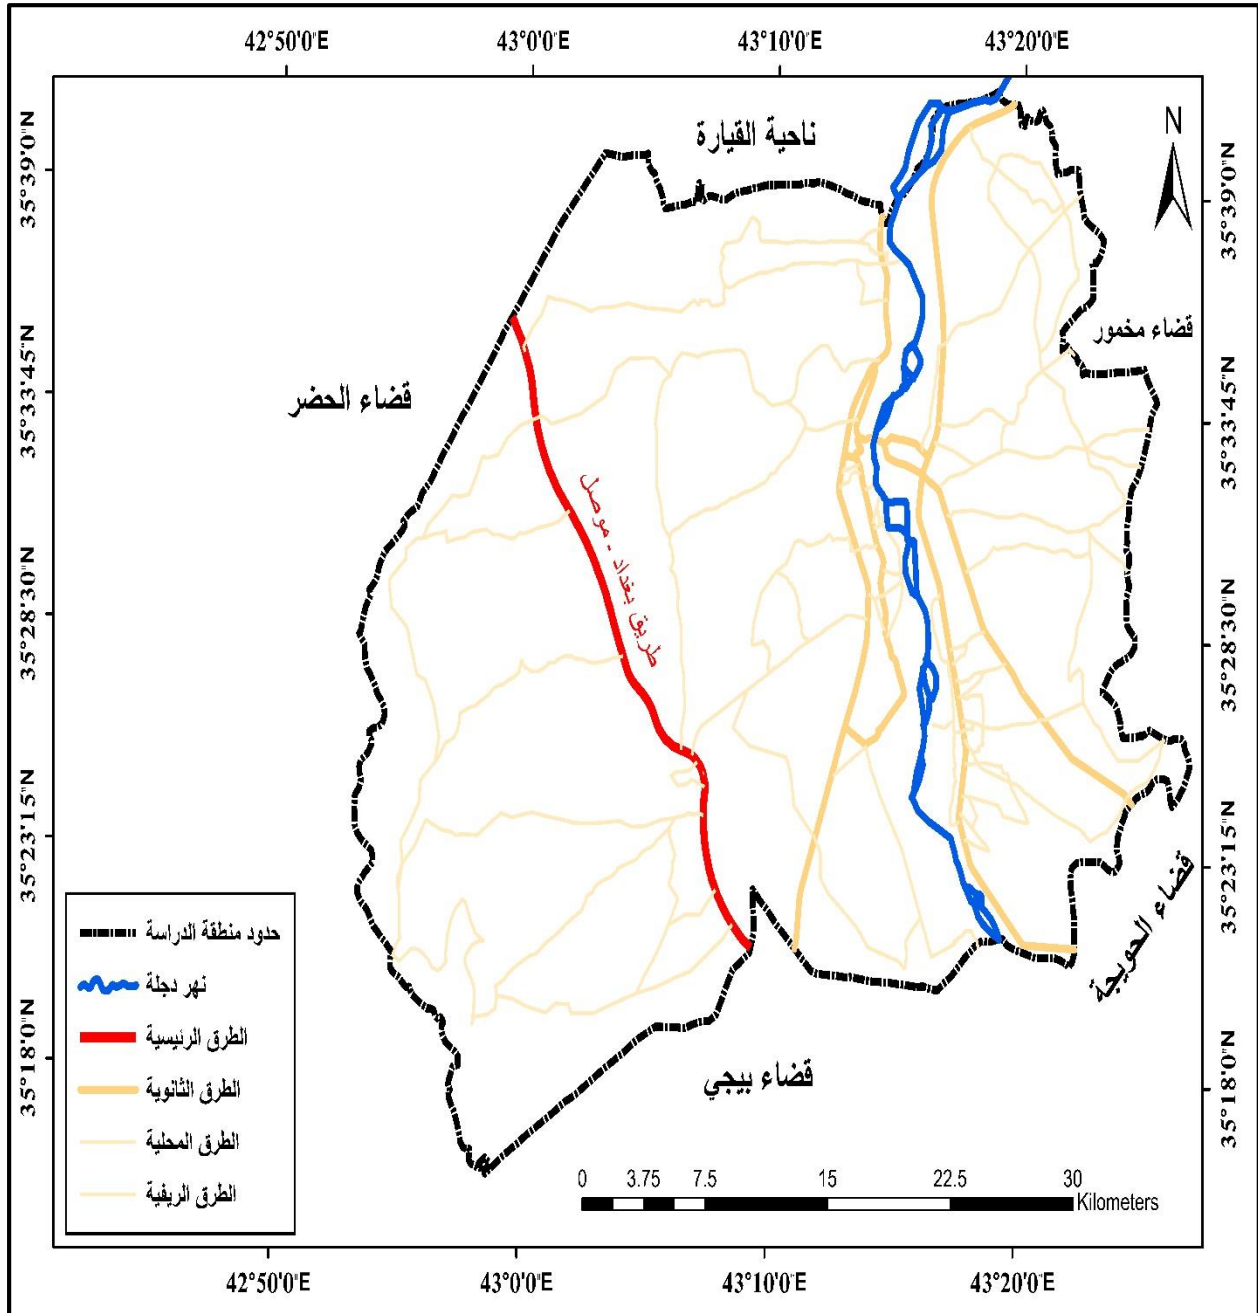 42°50'0"E
43°0'0"E
43°10'0"E
43°20'0"E
N
ناحية القيارة
35°39'0"N
35°39'0"N
قضاء مخمور
35°33'45"N
35°33'45"N
قضاء الحضر
طريق بغداد - موصل
35°28'30"N
35°28'30"N
35°23'15"N
35°23'15"N
قضاء الحويجة
حدود منطقة الدراسة
نهر دجلة
الطرق الرئيسية
الطرق الثانوية
الطرق المحلية
الطرق الريفية
35°18'0"N
35°18'0"N
قضاء بيجي
0 3.75 7.5 15 22.5 30
Kilometers
42°50'0"E
43°0'0"E
43°10'0"E
43°20'0"E